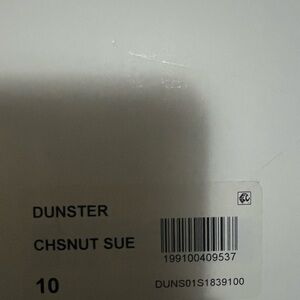 DUNSTER
CHSNUT SUE
199100409537
10
DUNS01S1839100